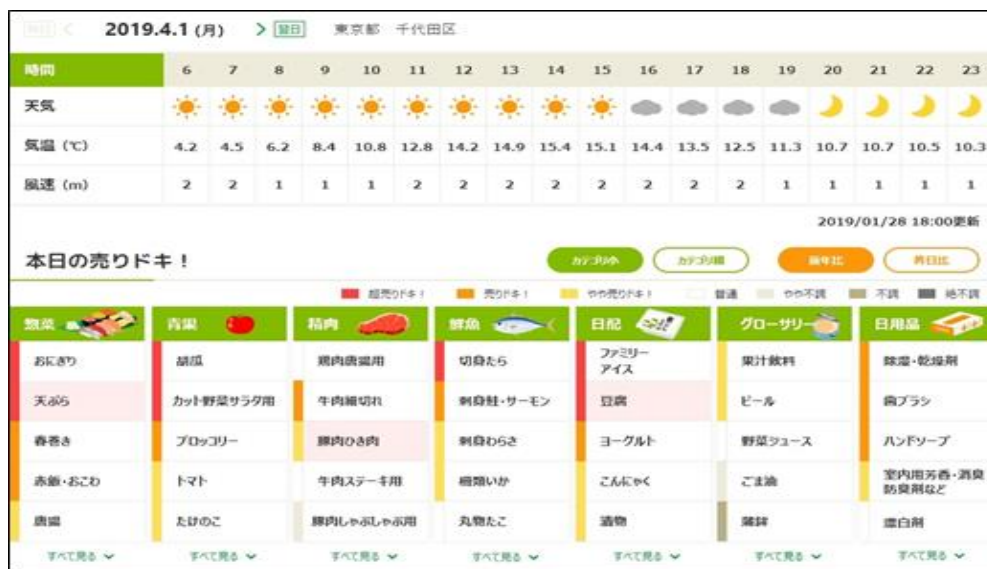 2019.4.1 (月) 翌日 東京都 千代田区
時間 6 7 8 9 10 11 12 13 14 15 16 17 18 19 20 21 22 23
天気
気温 (℃) 4.2 4.5 6.2 8.4 10.8 12.8 14.2 14.9 15.4 15.1 14.4 13.5 12.5 11.3 10.7 10.7 10.5 10.3
風速 (m) 2 2 1 1 1 2 2 2 2 2 2 2 2 1 1 1 1 1
2019/01/28 18:00更新
本日の売りドキ！ カテゴリ小 カテゴリ細 前年比 昨日比
超売りドキ！ 売りドキ！ やや売りドキ！ 普通 やや不調 不調 絶不調
惣菜 青果 精肉 鮮魚 日配 グローサリー 日用品
おにぎり 胡瓜 鶏肉唐揚用 切身たら ファミリーアイス 果汁飲料 除湿・乾燥剤
天ぷら カット野菜サラダ用 牛肉細切れ 刺身鮭・サーモン 豆腐 ビール 歯ブラシ
春巻き ブロッコリー 豚肉ひき肉 刺身わらさ ヨーグルト 野菜ジュース ハンドソープ
赤飯・おこわ トマト 牛肉ステーキ用 種類いか こんにゃく ごま油 室内用芳香・消臭防臭剤など
唐揚 たけのこ 豚肉しゃぶしゃぶ用 丸物たこ 漬物 漂白剤
すべて見る すべて見る すべて見る すべて見る すべて見る すべて見る すべて見る